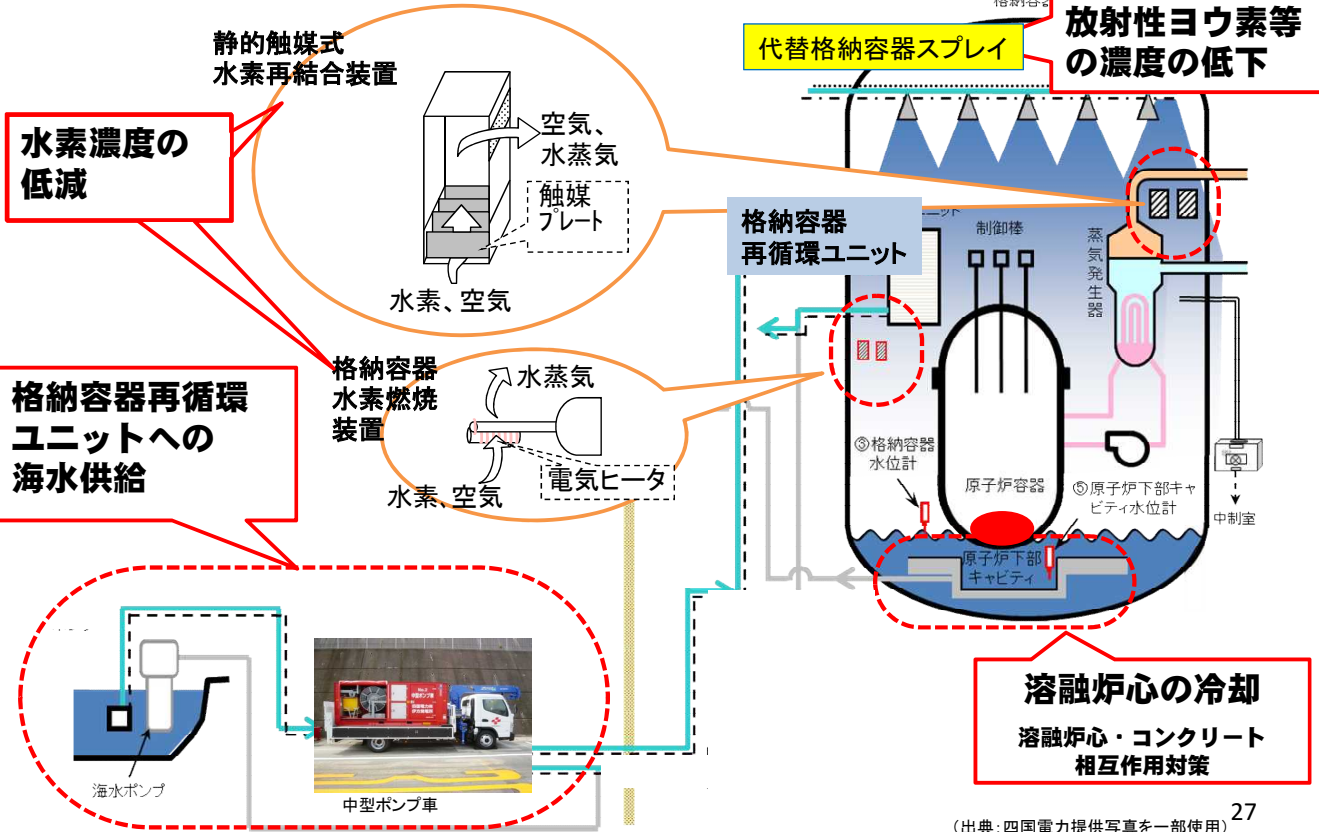 静的触媒式
水素再結合装置
水素濃度の
低減
空気、
水蒸気
触媒
プレート
水素、空気
代替格納容器スプレイ
放射性ヨウ素等
の濃度の低下
格納容器
再循環ユニット
ニット
制御棒
蒸気発生器
格納容器
水素燃焼
装置
水蒸気
電気ヒータ
水素、空気
格納容器再循環
ユニットへの
海水供給
③格納容器
水位計
原子炉容器
⑤原子炉下部キャ
ビティ水位計
中制室
原子炉下部
キャビティ
溶融炉心の冷却
溶融炉心・コンクリート
相互作用対策
海水ポンプ
中型ポンプ車
(出典:四国電力提供写真を一部使用)
27